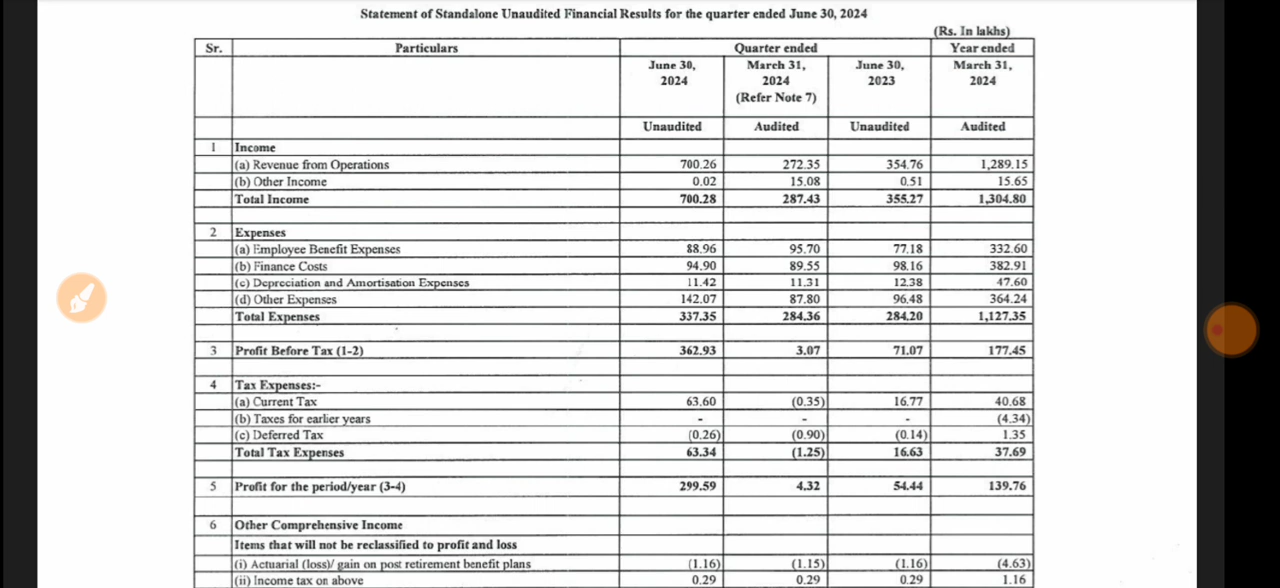 Statement of Standalone Unaudited Financial Results for the quarter ended June 30, 2024
(Rs. In lakhs)
Sr. Particulars Quarter ended Year ended
June 30, 2024 March 31, 2024 (Refer Note 7) June 30, 2023 March 31, 2024
Unaudited Audited Unaudited Audited
1 Income
(a) Revenue from Operations 700.26 272.35 354.76 1,289.15
(b) Other Income 0.02 15.08 0.51 15.65
Total Income 700.28 287.43 355.27 1,304.80
2 Expenses
(a) Employee Benefit Expenses 88.96 95.70 77.18 332.60
(b) Finance Costs 94.90 89.55 98.16 382.91
(c) Depreciation and Amortisation Expenses 11.42 11.31 12.38 47.60
(d) Other Expenses 142.07 87.80 96.48 364.24
Total Expenses 337.35 284.36 284.20 1,127.35
3 Profit Before Tax (1-2) 362.93 3.07 71.07 177.45
4 Tax Expenses:-
(a) Current Tax 63.60 (0.35) 16.77 40.68
(b) Taxes for earlier years - - - (4.34)
(c) Deferred Tax (0.26) (0.90) (0.14) 1.35
Total Tax Expenses 63.34 (1.25) 16.63 37.69
5 Profit for the period/year (3-4) 299.59 4.32 54.44 139.76
6 Other Comprehensive Income
Items that will not be reclassified to profit and loss
(i) Actuarial (loss)/ gain on post retirement benefit plans (1.16) (1.15) (1.16) (4.63)
(ii) Income tax on above 0.29 0.29 0.29 1.16